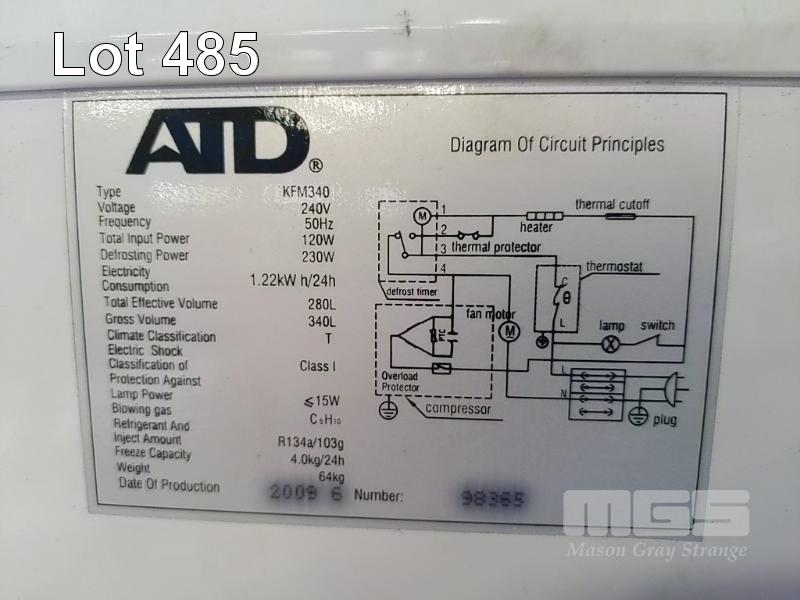 Lot 485
ATD®
Diagram Of Circuit Principles
Type KFM340
Voltage 240V
Frequency 50Hz
Total Input Power 120W
Defrosting Power 230W
Electricity
Consumption 1.22kW h/24h
Total Effective Volume 280L
Gross Volume 340L
Climate Classification T
Electric Shock
Classification of Class I
Protection Against
Lamp Power ≤15W
Blowing gas C₅H₁₀
Refrigerant And
Inject Amount R134a/103g
Freeze Capacity 4.0kg/24h
Weight 64kg
Date Of Production 2009 6 Number: 98365
M
1
2
3
4
heater
thermal cutoff
thermal protector
defrost timer
thermostat
C
θ
L
fan motor
M
PTC
lamp
switch
Overload
Protector
compressor
L
N
plug
MGS
Mason Gray Strange